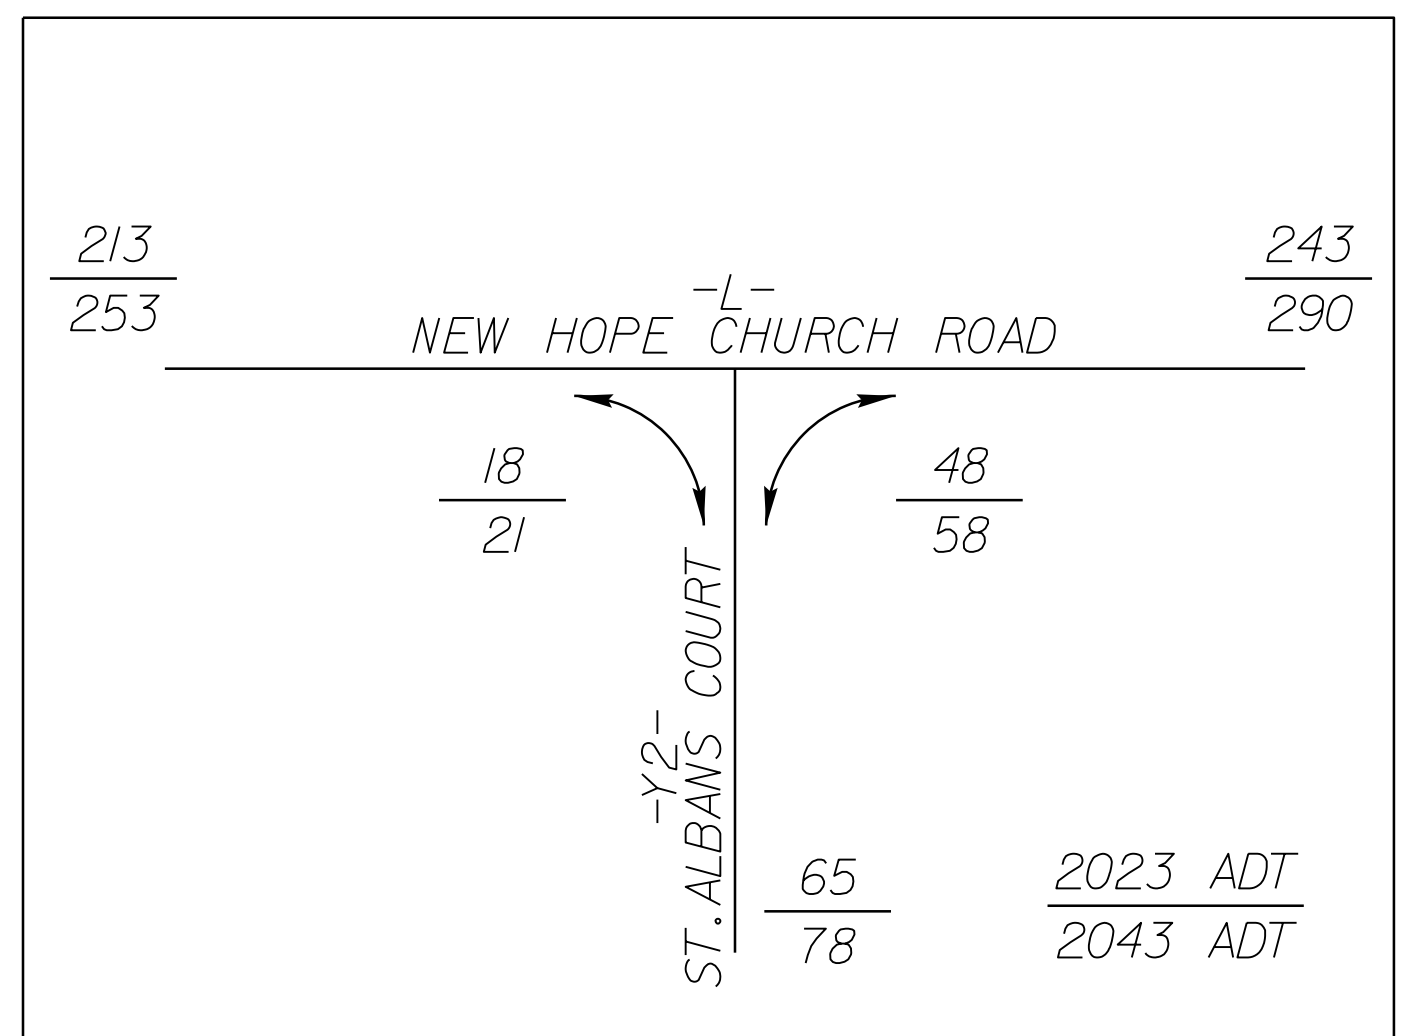 213
253
243
290
-L-
NEW HOPE CHURCH ROAD
18
21
48
58
-Y2-
ST. ALBANS COURT
65
78
2023 ADT
2043 ADT